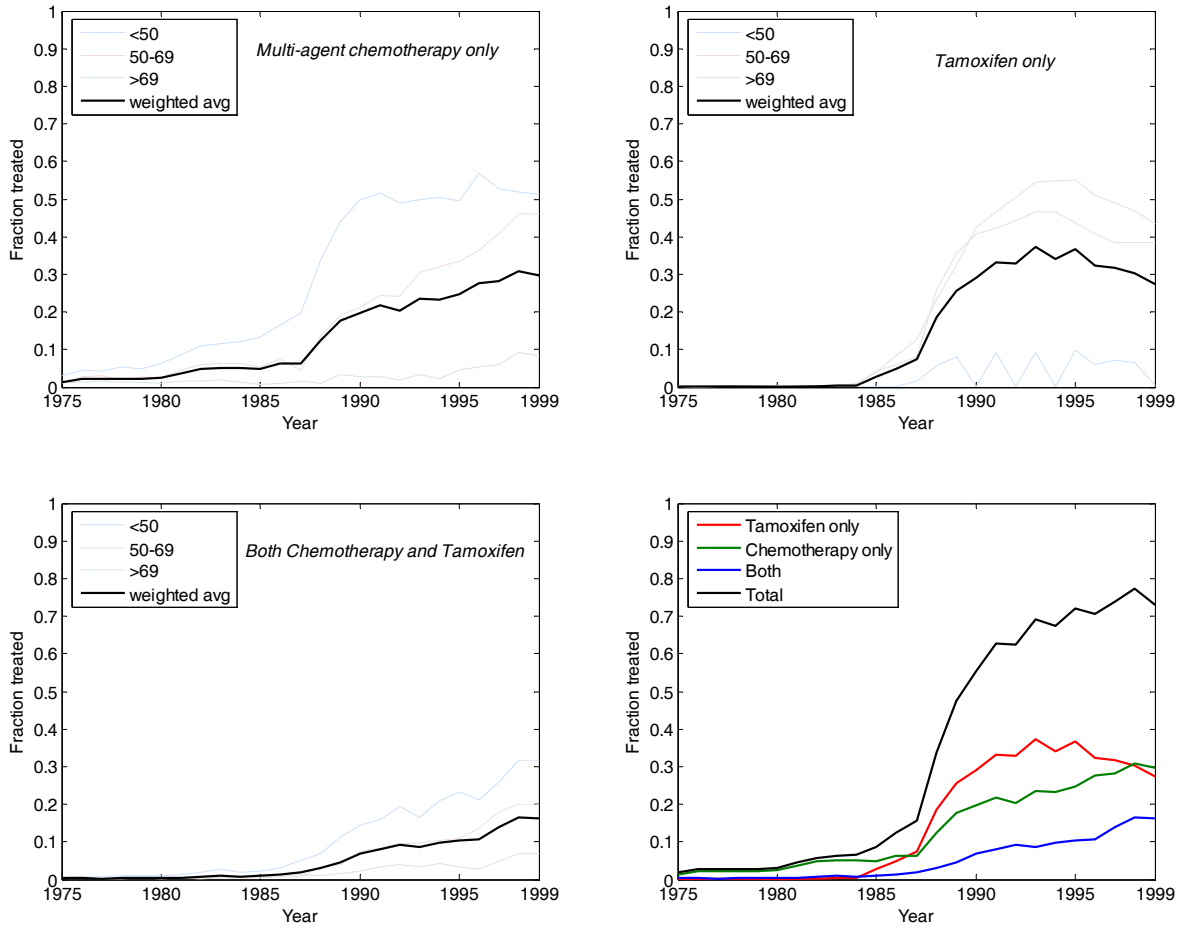 1
0.9
0.8
0.7
0.6
0.5
0.4
0.3
0.2
0.1
0
Fraction treated
<50
50-69
>69
weighted avg
Multi-agent chemotherapy only
1975 1980 1985 1990 1995 1999
Year
1
0.9
0.8
0.7
0.6
0.5
0.4
0.3
0.2
0.1
0
Fraction treated
<50
50-69
>69
weighted avg
Tamoxifen only
1975 1980 1985 1990 1995 1999
Year
1
0.9
0.8
0.7
0.6
0.5
0.4
0.3
0.2
0.1
0
Fraction treated
<50
50-69
>69
weighted avg
Both Chemotherapy and Tamoxifen
1975 1980 1985 1990 1995 1999
Year
1
0.9
0.8
0.7
0.6
0.5
0.4
0.3
0.2
0.1
0
Fraction treated
Tamoxifen only
Chemotherapy only
Both
Total
1975 1980 1985 1990 1995 1999
Year